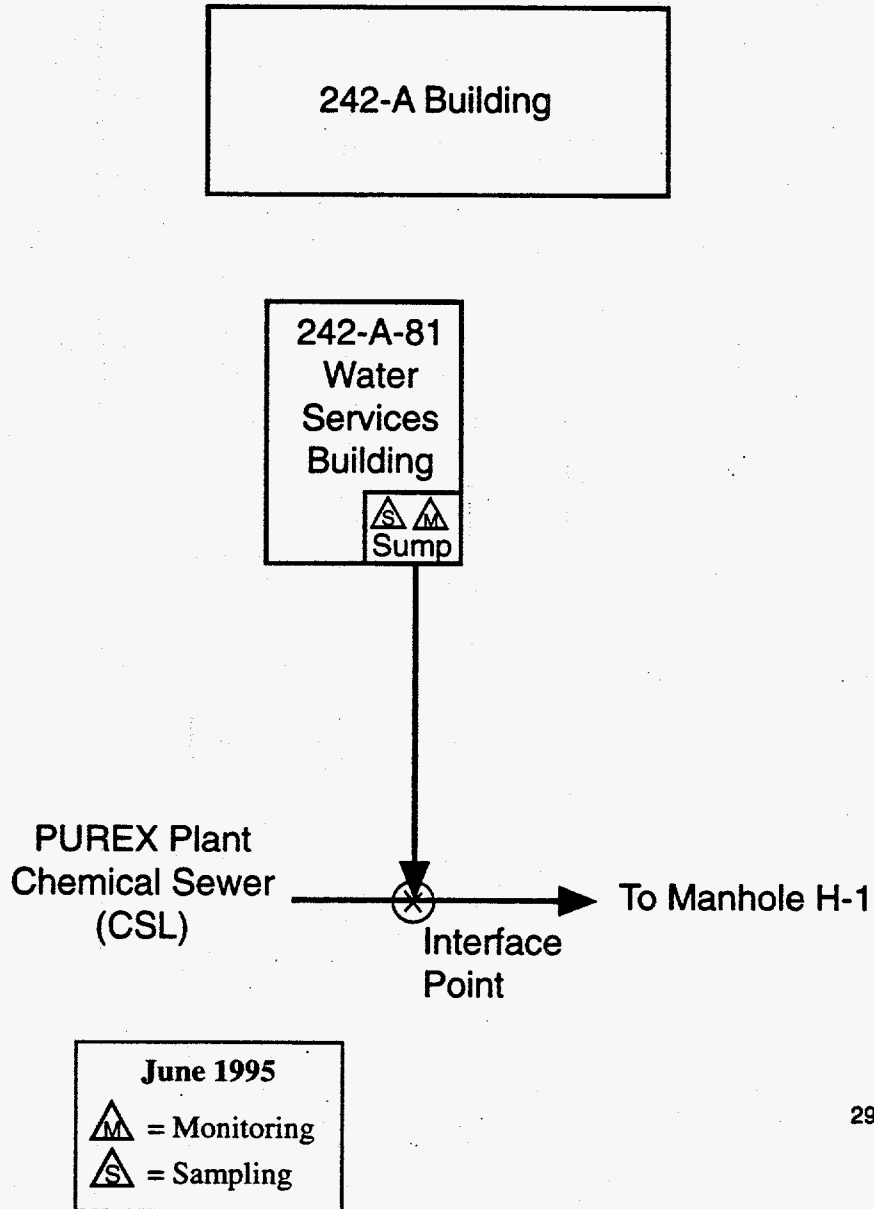 242-A Building
242-A-81
Water
Services
Building
S M
Sump
PUREX Plant
Chemical Sewer
(CSL)
To Manhole H-1
Interface
Point
June 1995
M = Monitoring
S = Sampling
29